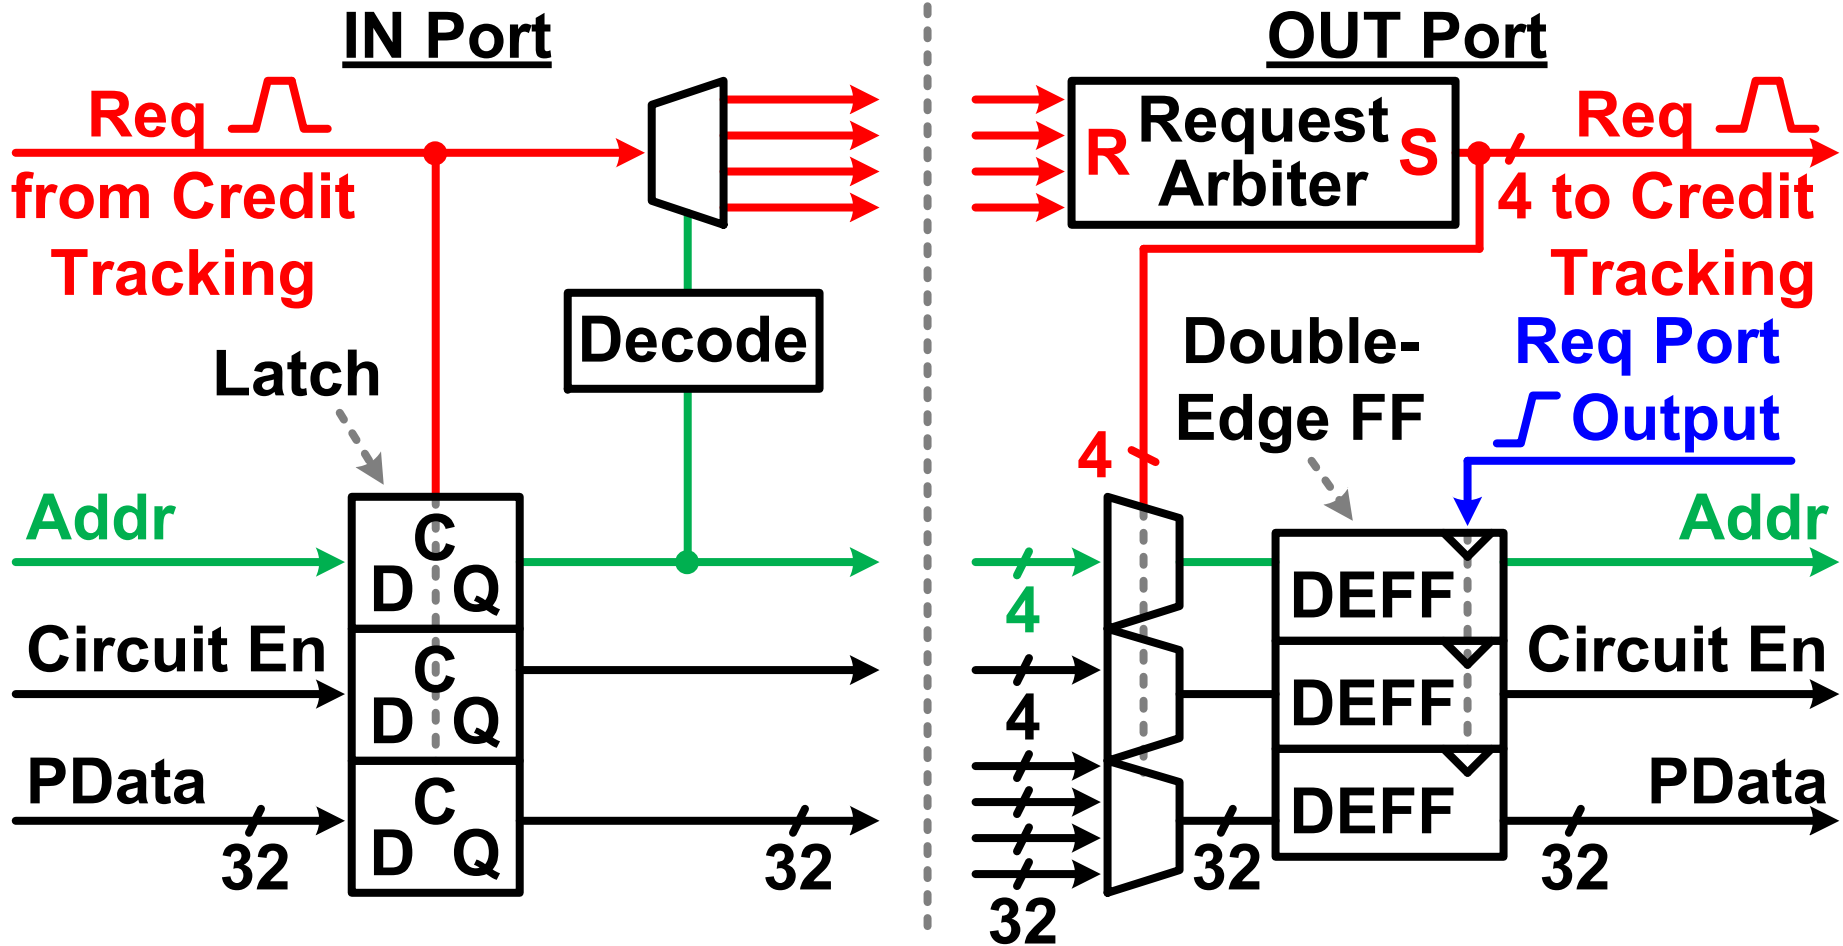 IN Port
Req
from Credit
Tracking
Decode
Latch
Addr
C
D Q
Circuit En
C
D Q
PData
32
C
D Q
32
OUT Port
R Request S
Arbiter
Req
4 to Credit
Tracking
Double-
Edge FF
Req Port
Output
4
Addr
4
DEFF
Circuit En
4
DEFF
PData
32
32
DEFF
32